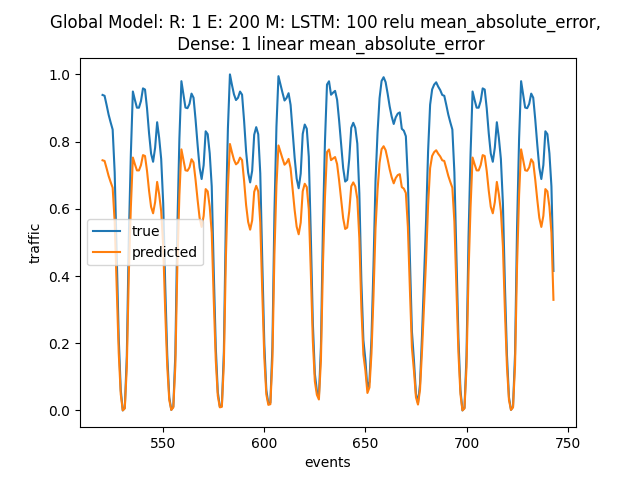 Global Model: R: 1 E: 200 M: LSTM: 100 relu mean_absolute_error,
Dense: 1 linear mean_absolute_error
1.0
0.8
0.6
0.4
0.2
0.0
traffic
true
predicted
550
600
650
700
750
events